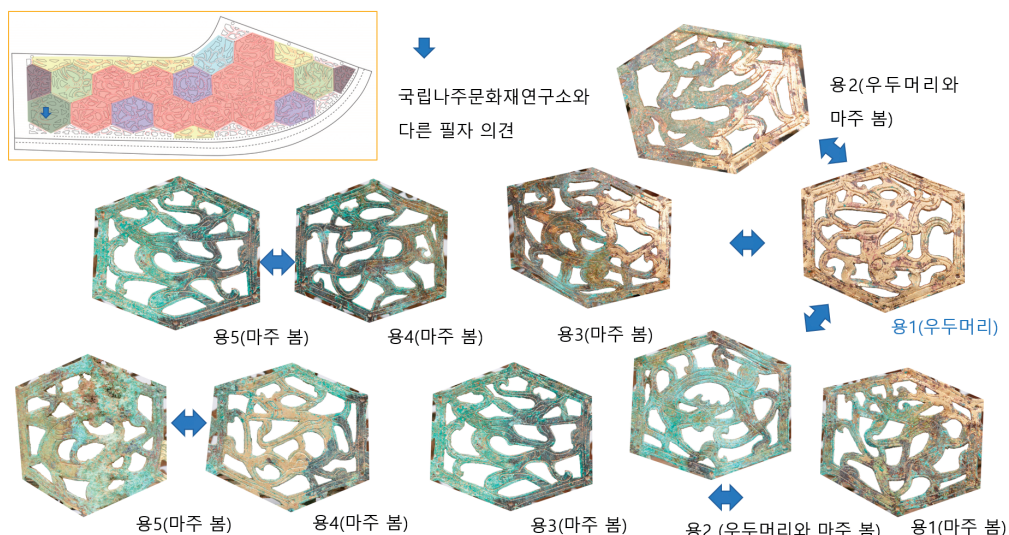 국립나주문화재연구소와
다른 필자 의견
용2(우두머리와
마주 봄)
용5(마주 봄)
용4(마주 봄)
용3(마주 봄)
용1(우두머리)
용5(마주 봄)
용4(마주 봄)
용3(마주 봄)
용2 (우두머리와 마주 봄)
용1(마주 봄)